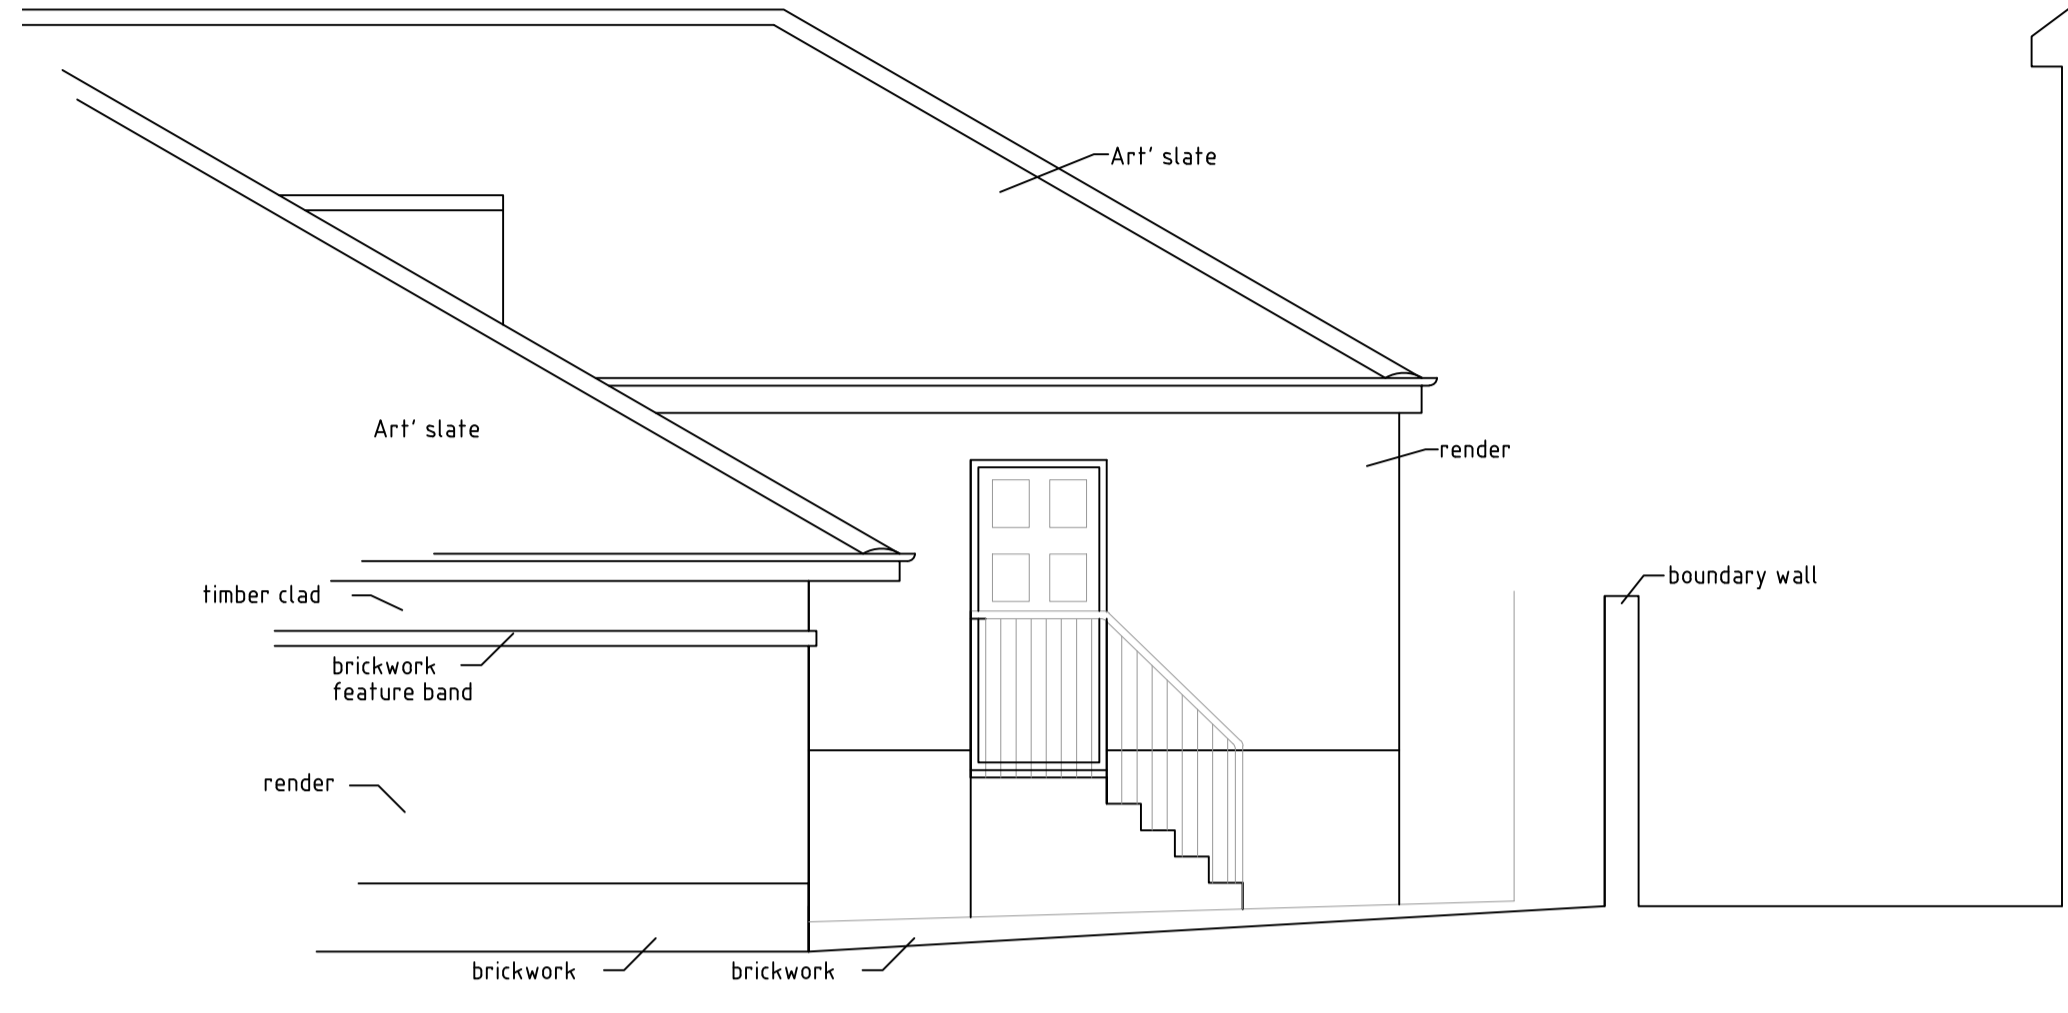 Art' slate
Art' slate
render
timber clad
boundary wall
brickwork
feature band
render
brickwork
brickwork